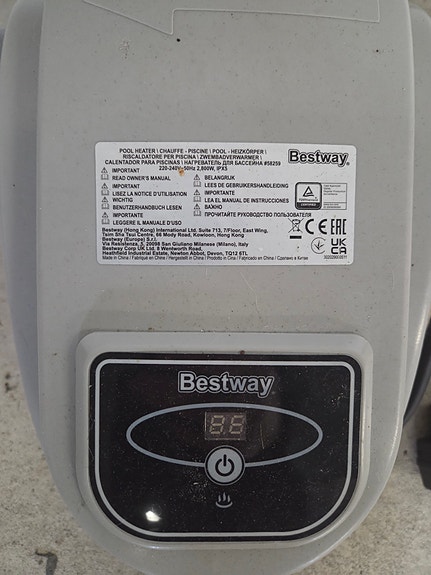 POOL HEATER \ CHAUFFE - PISCINE \ POOL - HEIZKÖRPER \
RISCALDATORE PER PISCINA \ ZWEMBADVERWARMER \
CALENTADOR PARA PISCINAS \ НАГРЕВАТЕЛЬ ДЛЯ БАССЕЙНА #58259
220-240V~50Hz 2,800W, IPX5
Bestway
IMPORTANT
READ OWNER'S MANUAL
IMPORTANT
LISEZ LA NOTICE D'UTILISATION
WICHTIG
BENUTZERHANDBUCH LESEN
IMPORTANTE
LEGGERE IL MANUALE D'USO
BELANGRIJK
LEES DE GEBRUIKERSHANDLEIDING
IMPORTANTE
LEA EL MANUAL DE INSTRUCCIONES
ВАЖНО
ПРОЧИТАЙТЕ РУКОВОДСТВО ПОЛЬЗОВАТЕЛЯ
CERTIFIED
Bestway (Hong Kong) International Ltd. Suite 713, 7/Floor, East Wing,
Tsim Sha Tsui Centre, 66 Mody Road, Kowloon, Hong Kong
Bestway (Europe) S.r.l.
Via Resistenza, 5, 20098 San Giuliano Milanese (Milano), Italy
Bestway Corp UK Ltd. 8 Wentworth Road,
Heathfield Industrial Estate, Newton Abbot, Devon, TQ12 6TL
Made in China / Fabriqué en Chine / Hergestellt in China / Prodotto in Cina / Fabricado en China / Сделано в Китае
CE EAC
UK
CA
Bestway
88